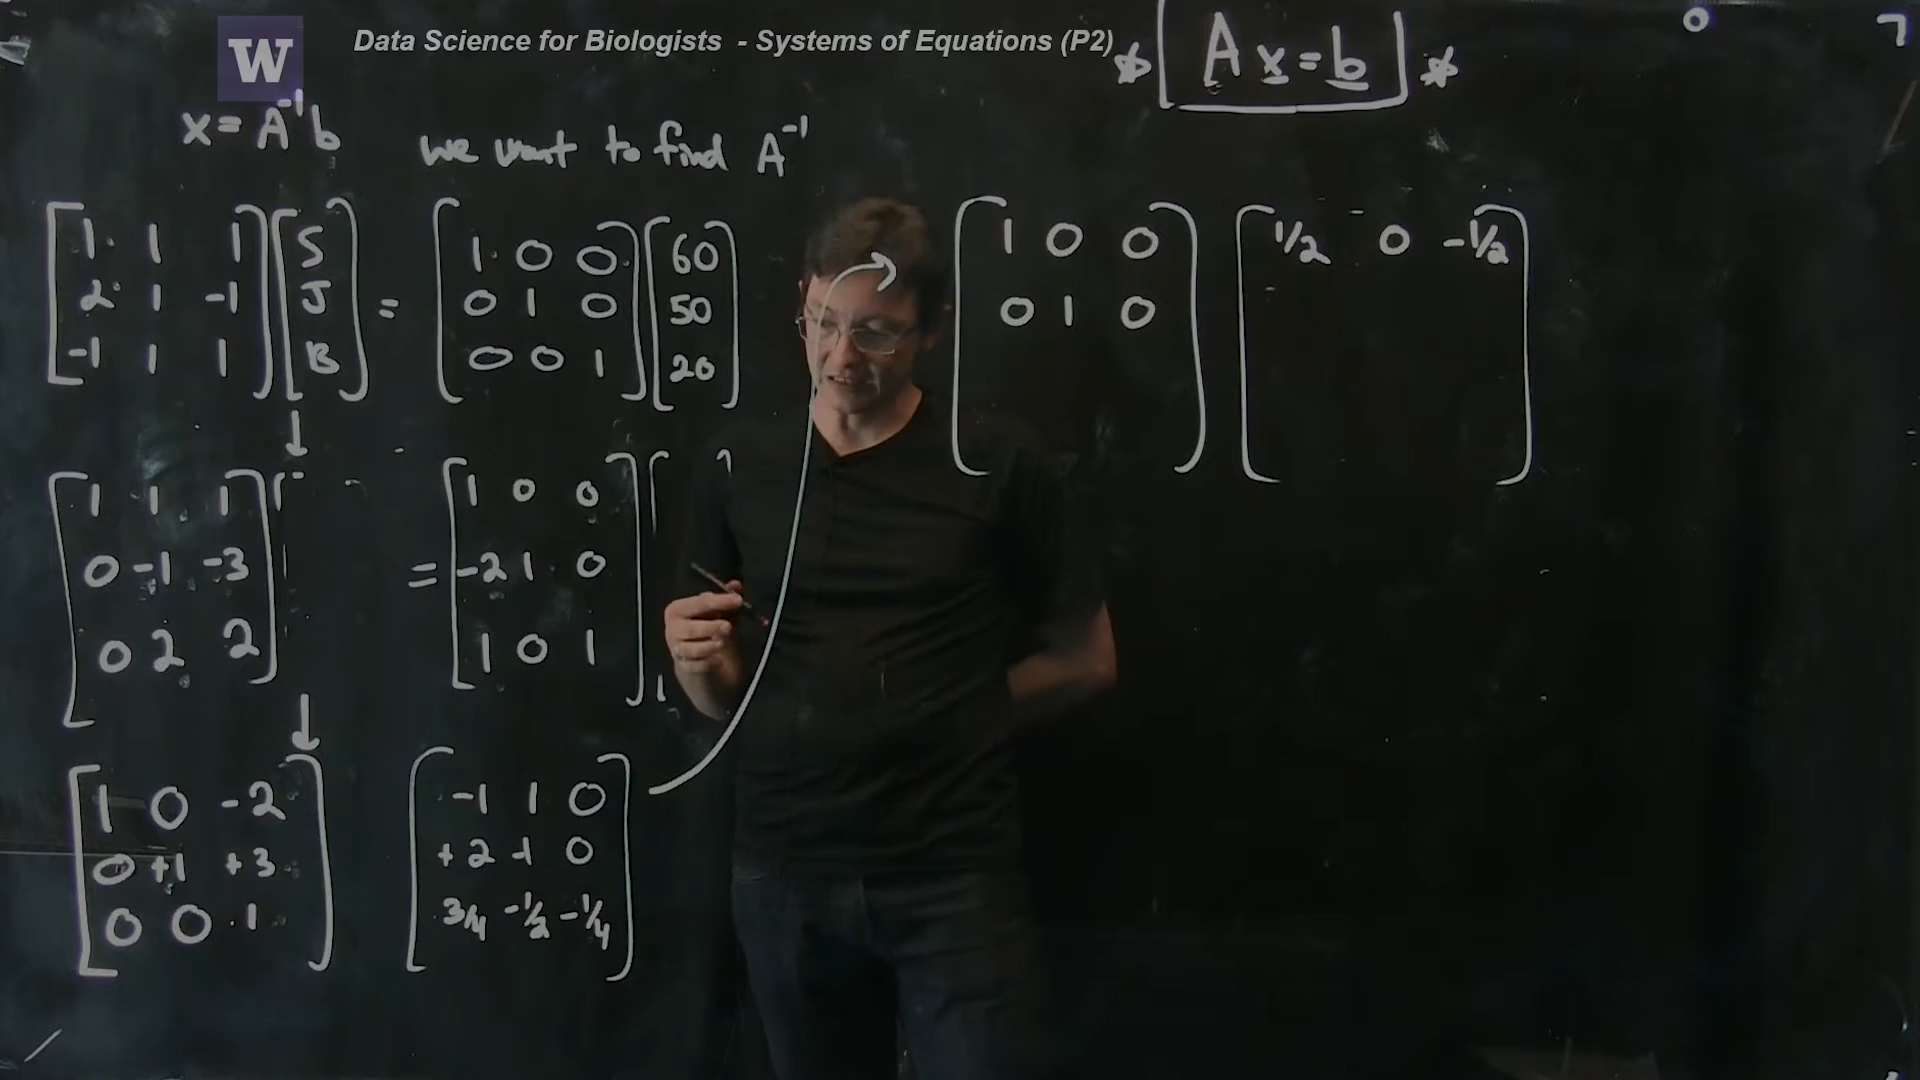 W
Data Science for Biologists - Systems of Equations (P2)
* A x = b *
0 7
x = A⁻¹b
we want to find A⁻¹
1 1 1 S = 1 0 0 60
2 1 -1 J 0 1 0 50
-1 1 1 B 0 0 1 20
↓
1 1 1 1 0 0
0 -1 -3 = -2 1 0
0 2 2 1 0 1
↓
1 0 -2 -1 1 0
0 +1 +3 +2 -1 0
0 0 1 3/4 -1/2 -1/4
1 0 0 1/2 0 -1/2
0 1 0